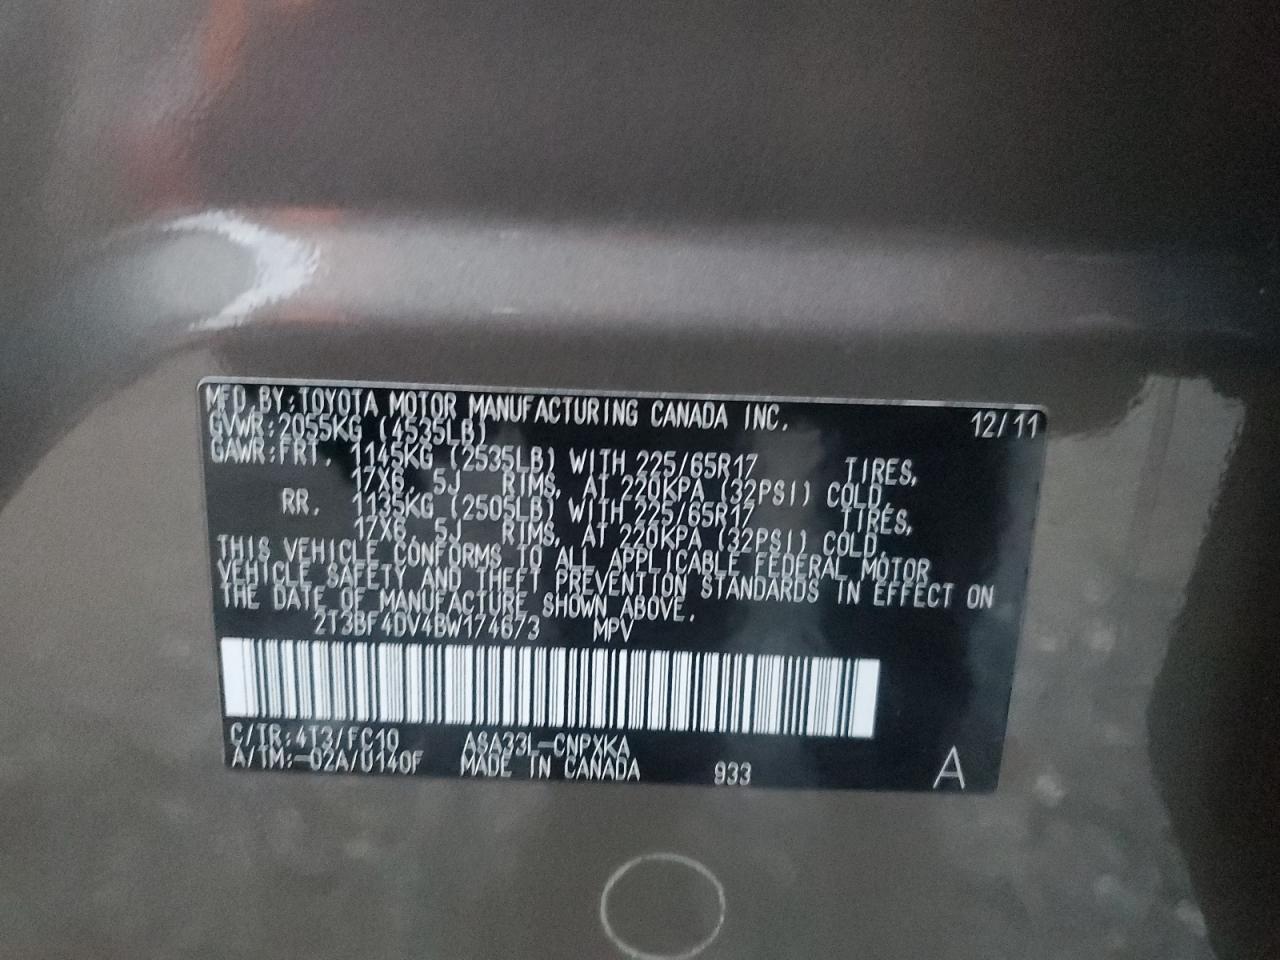 MFD BY:TOYOTA MOTOR MANUFACTURING CANADA INC. 12/11
GVWR:2055KG (4535LB)
GAWR:FRT. 1145KG (2535LB) WITH 225/65R17 TIRES,
17X6.5J RIMS, AT 220KPA (32PSI) COLD.
RR. 1135KG (2505LB) WITH 225/65R17 TIRES,
17X6.5J RIMS, AT 220KPA (32PSI) COLD.
THIS VEHICLE CONFORMS TO ALL APPLICABLE FEDERAL MOTOR
VEHICLE SAFETY AND THEFT PREVENTION STANDARDS IN EFFECT ON
THE DATE OF MANUFACTURE SHOWN ABOVE.
2T3BF4DV4BW174673 MPV
C/TR:4T3/FC10 ASA33L-CNPXKA
A/TM:-02A/U140F MADE IN CANADA 933 A